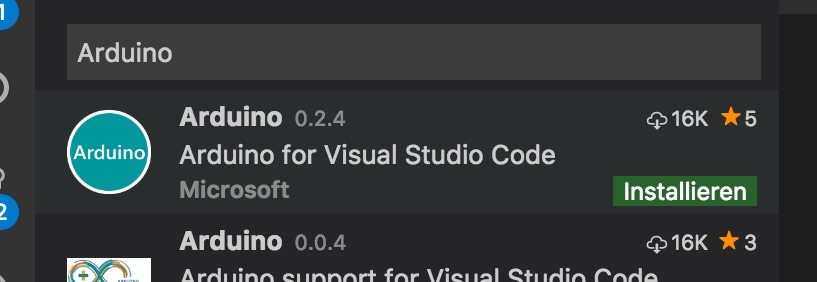 1
Arduino
Arduino 0.2.4 16K 5
Arduino
Arduino for Visual Studio Code
Microsoft Installieren
2
Arduino 0.0.4 16K 3
Arduino support for Visual Studio Code